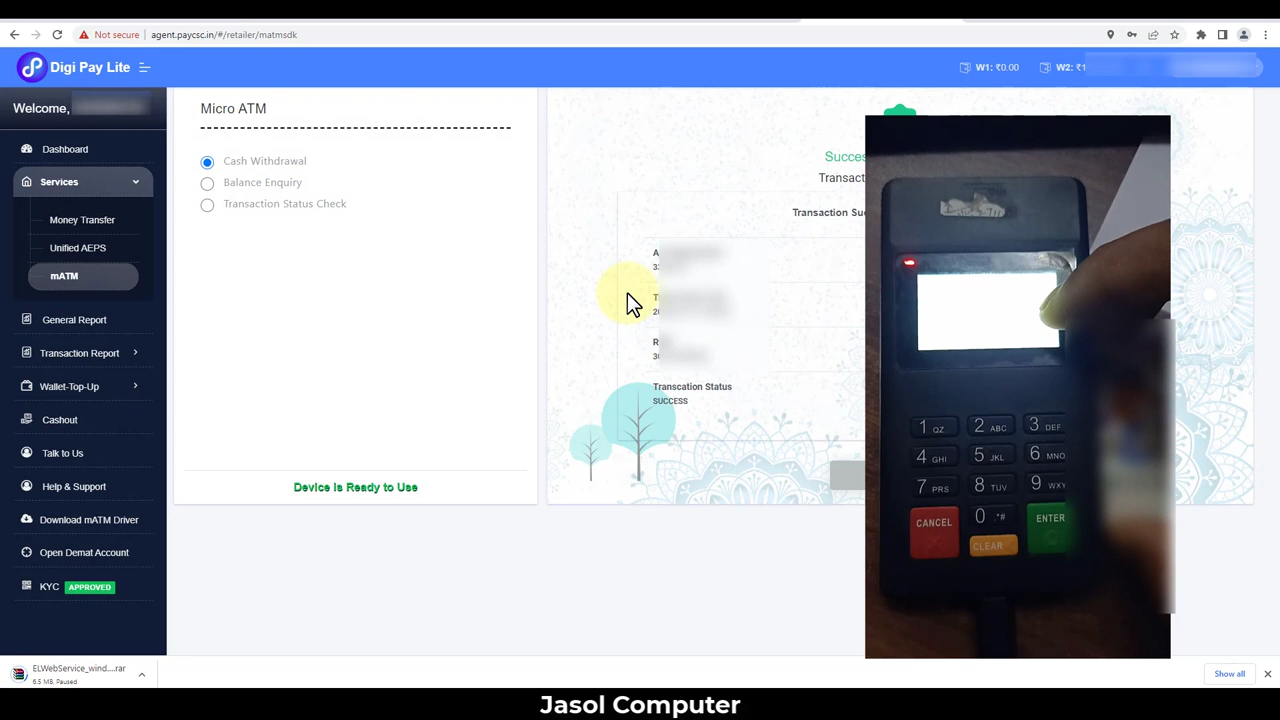 Not secure agent.paycsc.in/#/retailer/matmsdk
Digi Pay Lite
W1: ₹0.00
W2: ₹1
Welcome,
Dashboard
Services
Money Transfer
Unified AEPS
mATM
General Report
Transaction Report
Wallet-Top-Up
Cashout
Talk to Us
Help & Support
Download mATM Driver
Open Demat Account
KYC APPROVED
Micro ATM
Cash Withdrawal
Balance Enquiry
Transaction Status Check
Device is Ready to Use
Succes
Transact
Transaction Suc
Transcation Status
SUCCESS
1 QZ 2 ABC 3 DEF
4 GHI 5 JKL 6 MNO
7 PRS 8 TUV 9 WXY
CANCEL 0 .*# ENTER
CLEAR
ELWebService_wind....rar
6.5 MB, Paused
Show all
Jasol Computer